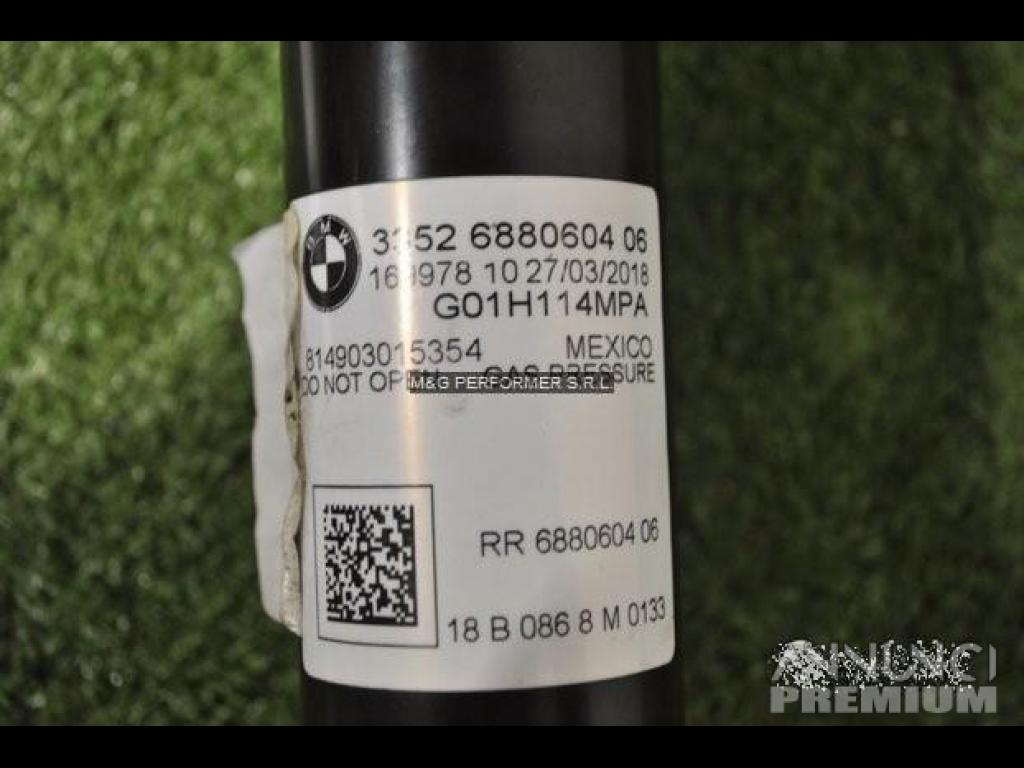 BMW
3352 6880604 06
169978 10 27/03/2018
G01H114MPA
814903015354 MEXICO
DO NOT OPEN GAS PRESSURE
M&G PERFORMER S.R.L.
RR 6880604 06
18 B 086 8 M 0133
ANNUNCI
PREMIUM